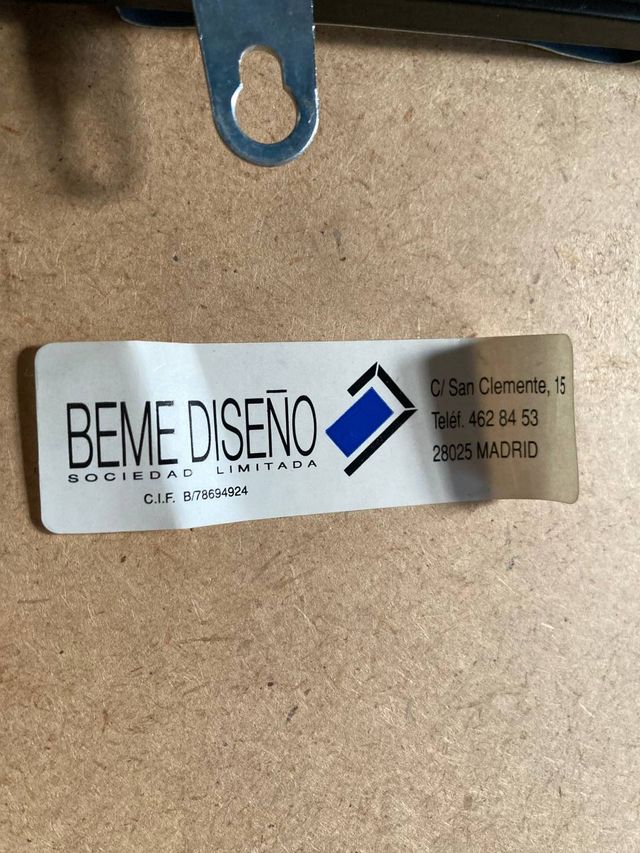 BEME DISEÑO
SOCIEDAD LIMITADA
C.I.F. B/78694924
C/ San Clemente, 15
Teléf. 462 84 53
28025 MADRID